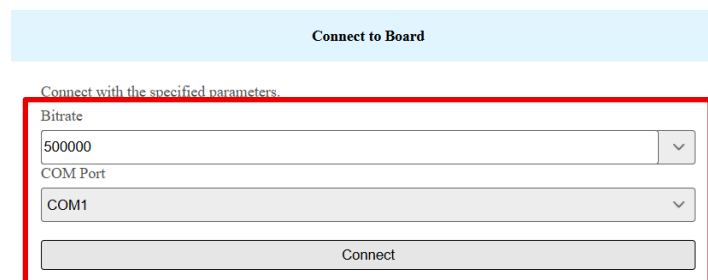 Connect to Board
Connect with the specified parameters.
Bitrate
500000
COM Port
COM1
Connect